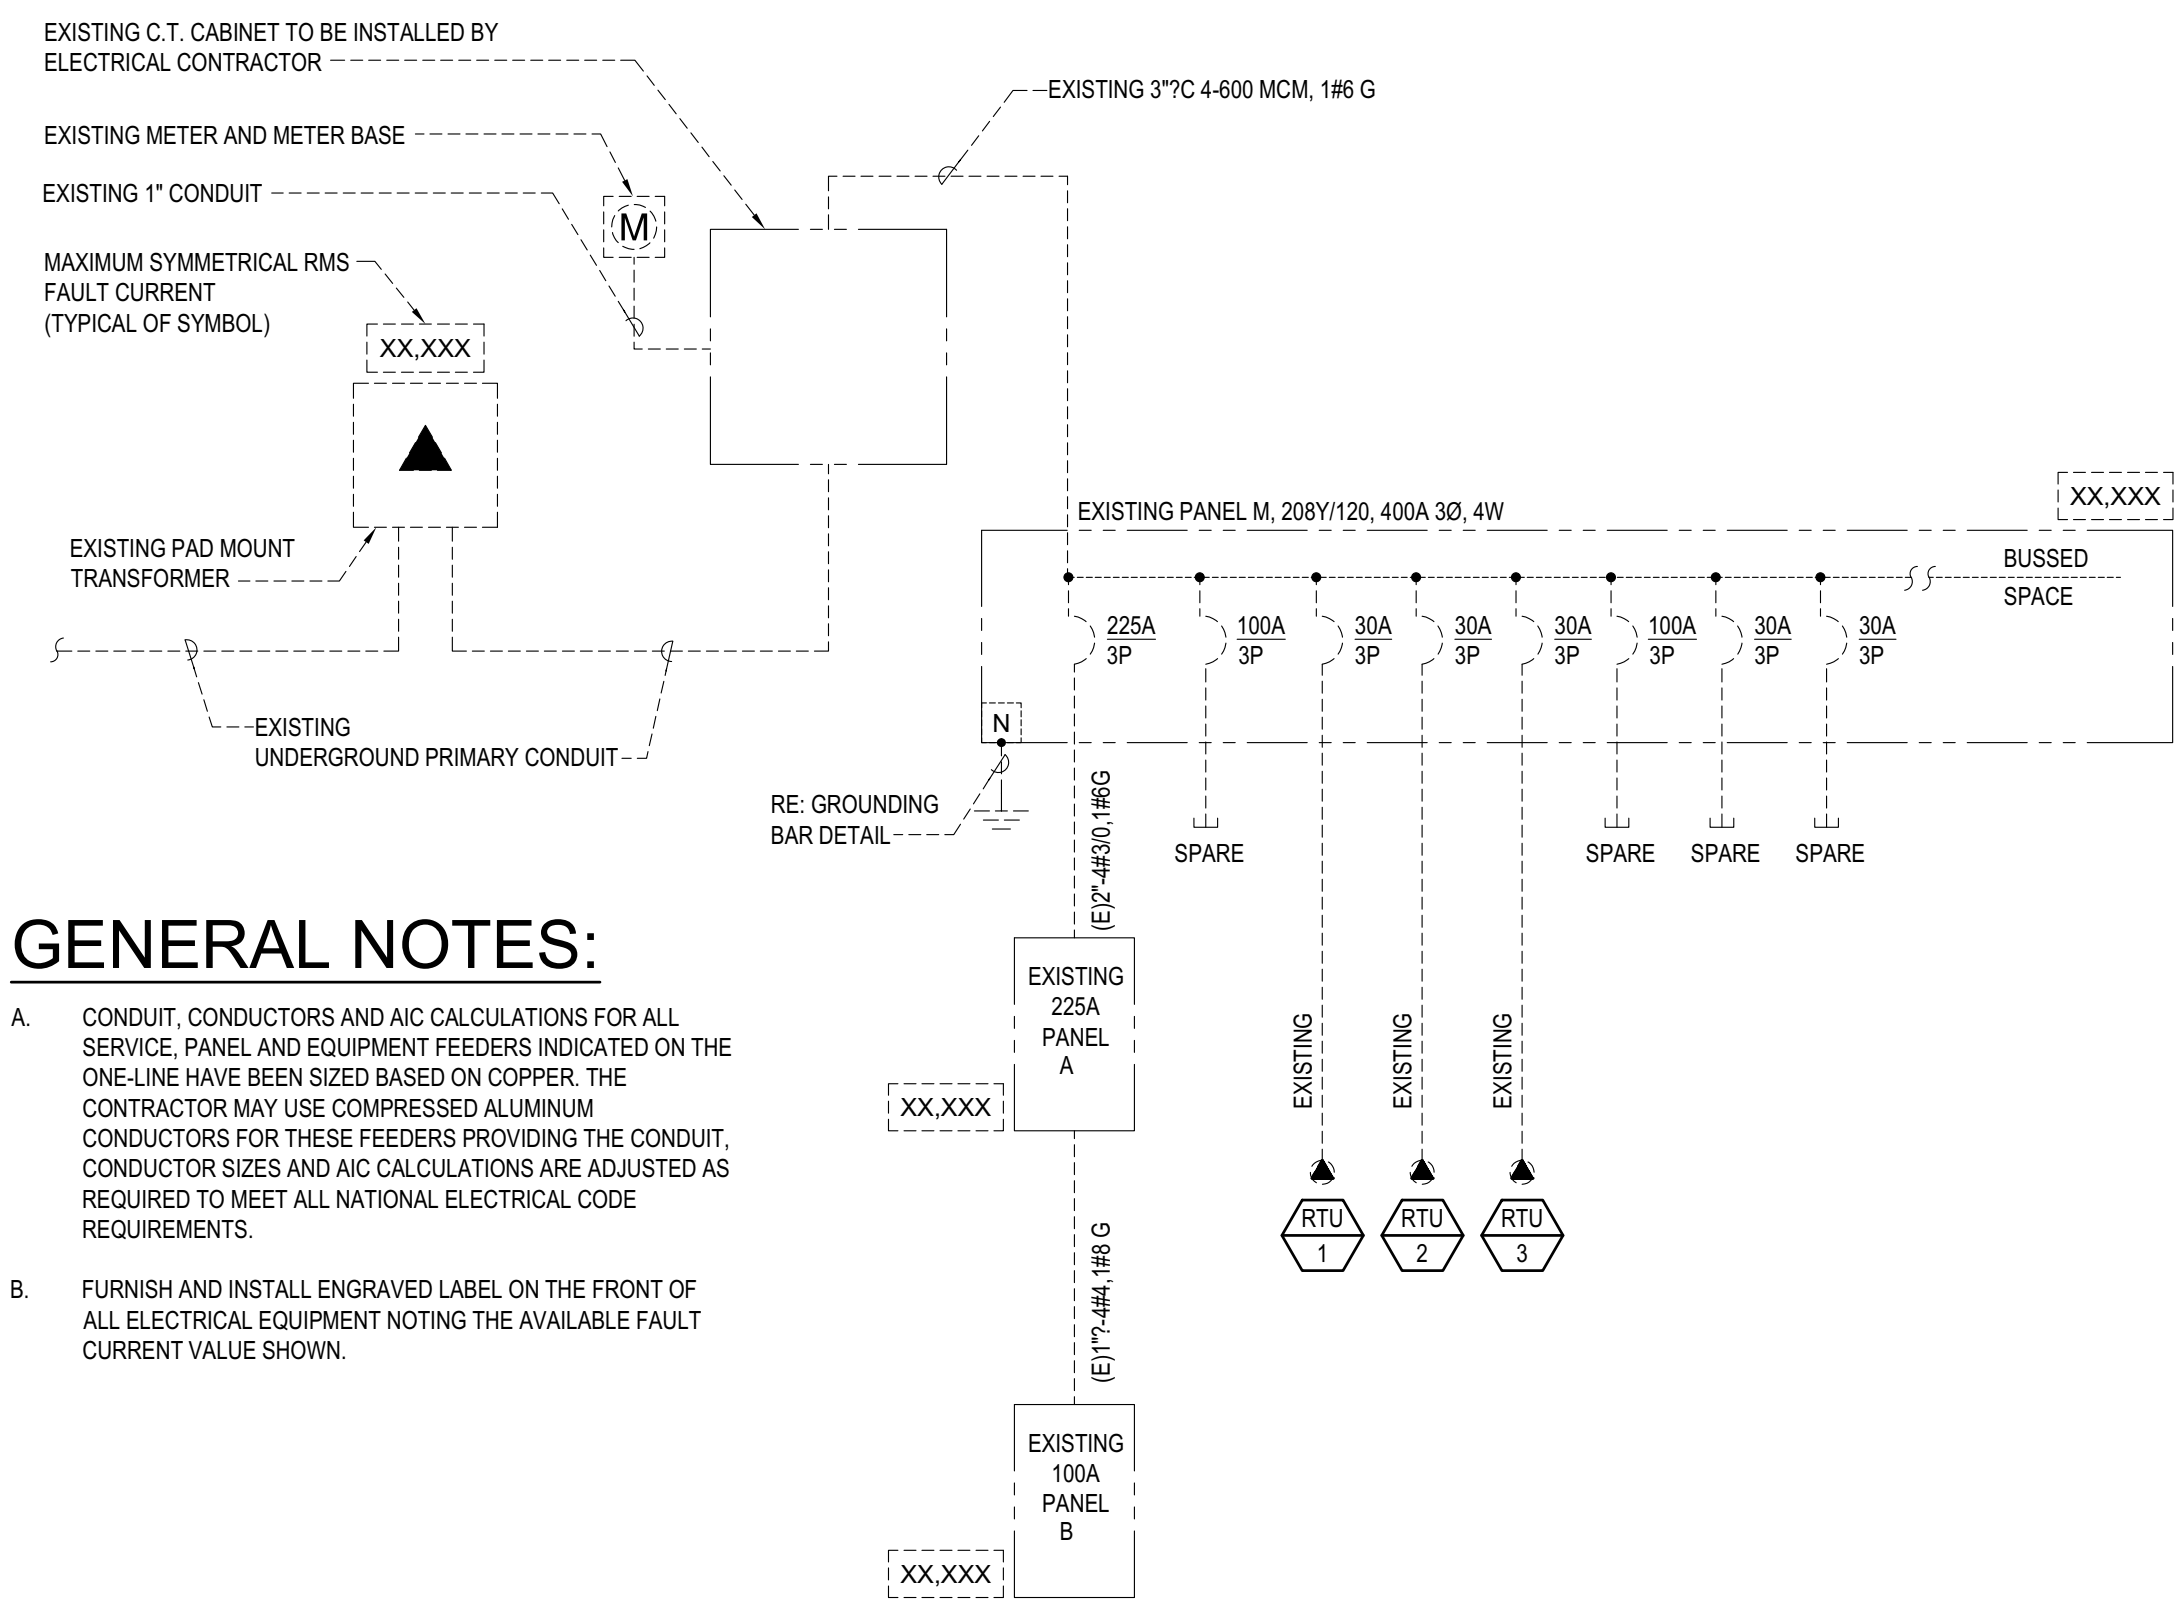 EXISTING C.T. CABINET TO BE INSTALLED BY
ELECTRICAL CONTRACTOR
EXISTING 3"?C 4-600 MCM, 1#6 G
EXISTING METER AND METER BASE
EXISTING 1" CONDUIT
M
MAXIMUM SYMMETRICAL RMS
FAULT CURRENT
(TYPICAL OF SYMBOL)
XX,XXX
EXISTING PAD MOUNT
TRANSFORMER
EXISTING
UNDERGROUND PRIMARY CONDUIT
XX,XXX
EXISTING PANEL M, 208Y/120, 400A 3Ø, 4W
BUSSED
SPACE
225A
3P
100A
3P
30A
3P
30A
3P
30A
3P
100A
3P
30A
3P
30A
3P
N
RE: GROUNDING
BAR DETAIL
(E)2"-4#3/0,1#6G
SPARE
SPARE
SPARE
SPARE
EXISTING
225A
PANEL
A
XX,XXX
EXISTING
EXISTING
EXISTING
RTU
1
RTU
2
RTU
3
(E)1"?-4#4,1#8 G
EXISTING
100A
PANEL
B
XX,XXX
GENERAL NOTES:
A. CONDUIT, CONDUCTORS AND AIC CALCULATIONS FOR ALL
SERVICE, PANEL AND EQUIPMENT FEEDERS INDICATED ON THE
ONE-LINE HAVE BEEN SIZED BASED ON COPPER. THE
CONTRACTOR MAY USE COMPRESSED ALUMINUM
CONDUCTORS FOR THESE FEEDERS PROVIDING THE CONDUIT,
CONDUCTOR SIZES AND AIC CALCULATIONS ARE ADJUSTED AS
REQUIRED TO MEET ALL NATIONAL ELECTRICAL CODE
REQUIREMENTS.
B. FURNISH AND INSTALL ENGRAVED LABEL ON THE FRONT OF
ALL ELECTRICAL EQUIPMENT NOTING THE AVAILABLE FAULT
CURRENT VALUE SHOWN.